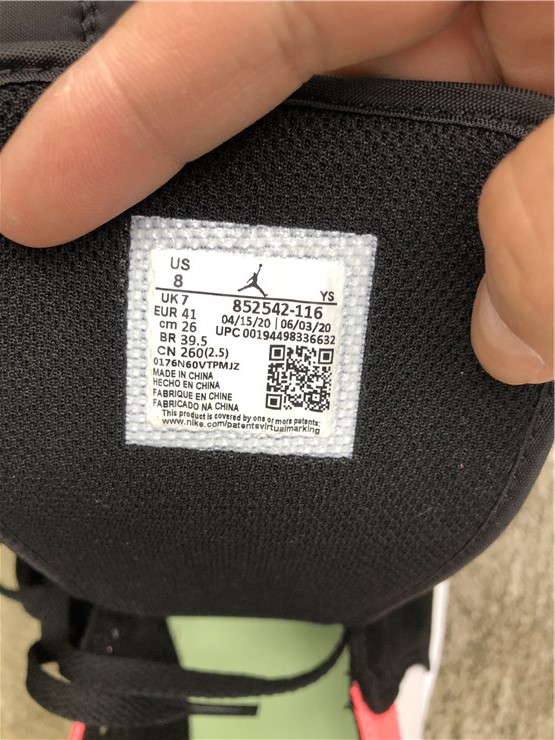 US
8
YS
UK 7
852542-116
EUR 41
04/15/20 | 06/03/20
cm 26
UPC 00194498336632
BR 39.5
CN 260(2.5)
0176N60VTPMJZ
MADE IN CHINA
HECHO EN CHINA
FABRIQUE EN CHINE
FABRICADO NA CHINA
This product is covered by one or more patents:
www.nike.com/patentsvirtualmarking